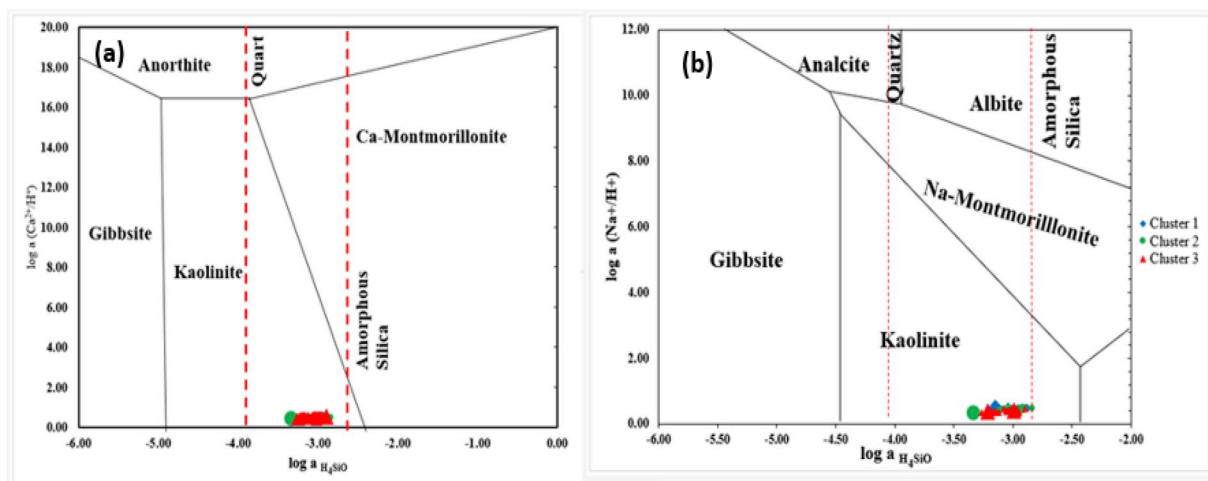 (a)
20.00
18.00
16.00
14.00
12.00
10.00
8.00
6.00
4.00
2.00
0.00
log a (Ca²⁺/H⁺)
Anorthite
Quart
Ca-Montmorillonite
Gibbsite
Kaolinite
Amorphous
Silica
-6.00 -5.00 -4.00 -3.00 -2.00 -1.00 0.00
log a H₄SiO
(b)
12.00
10.00
8.00
6.00
4.00
2.00
0.00
log a (Na+/H+)
Analcite
Quartz
Albite
Amorphous
Silica
Na-Montmorilllonite
Gibbsite
Kaolinite
-6.00 -5.50 -5.00 -4.50 -4.00 -3.50 -3.00 -2.50 -2.00
log a H₄SiO
Cluster 1
Cluster 2
Cluster 3